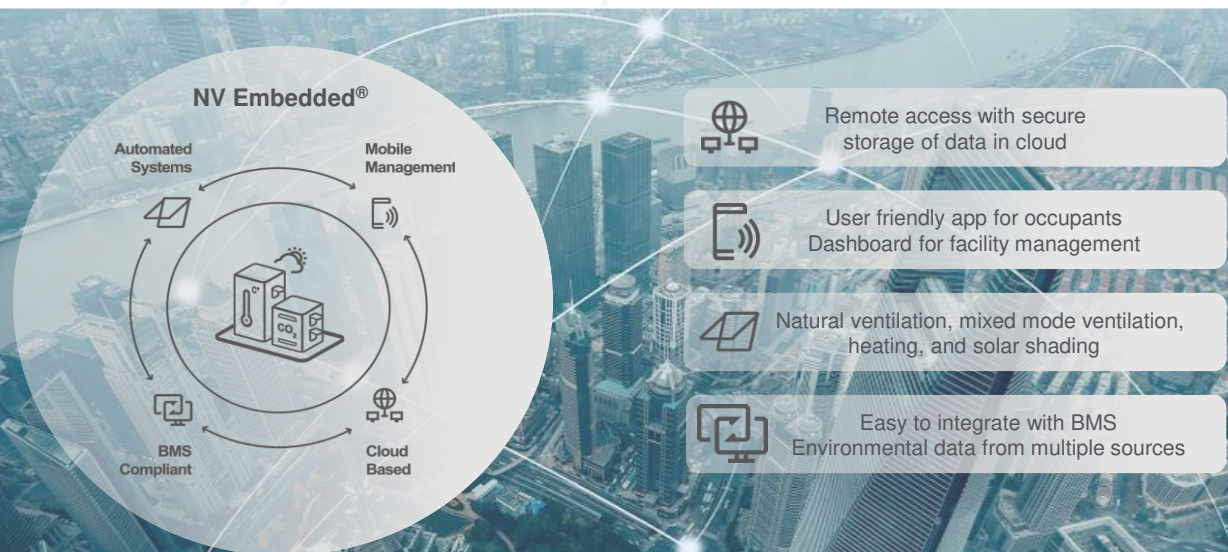 NV Embedded®
Automated
Systems
Mobile
Management
C°
CO₂
BMS
Compliant
Cloud
Based
Remote access with secure
storage of data in cloud
User friendly app for occupants
Dashboard for facility management
Natural ventilation, mixed mode ventilation,
heating, and solar shading
Easy to integrate with BMS
Environmental data from multiple sources